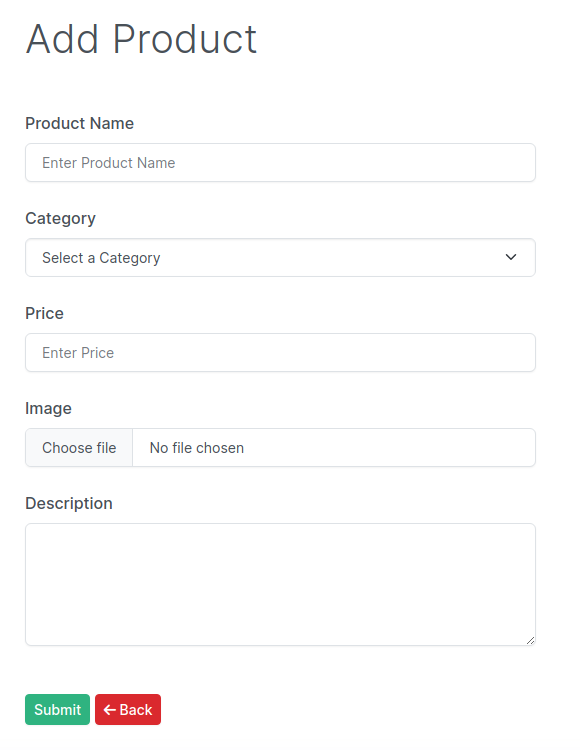 Add Product
Product Name
Enter Product Name
Category
Select a Category
Price
Enter Price
Image
Choose file No file chosen
Description
Submit ← Back